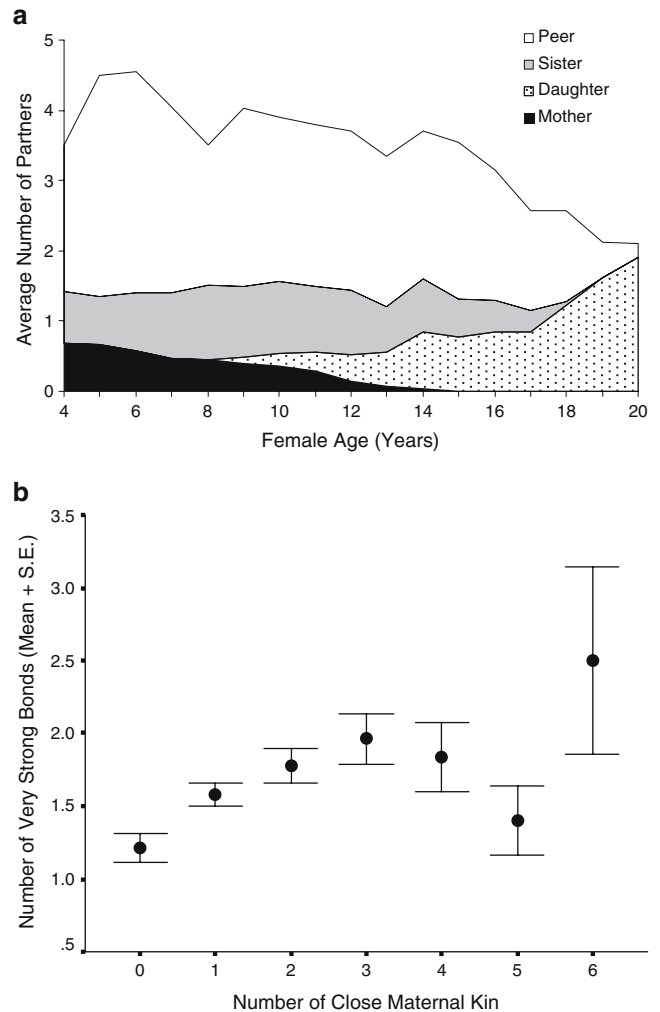 a
5
4
3
2
1
0
Average Number of Partners
Peer
Sister
Daughter
Mother
4 6 8 10 12 14 16 18 20
Female Age (Years)
b
3.5
3.0
2.5
2.0
1.5
1.0
.5
Number of Very Strong Bonds (Mean + S.E.)
0 1 2 3 4 5 6
Number of Close Maternal Kin